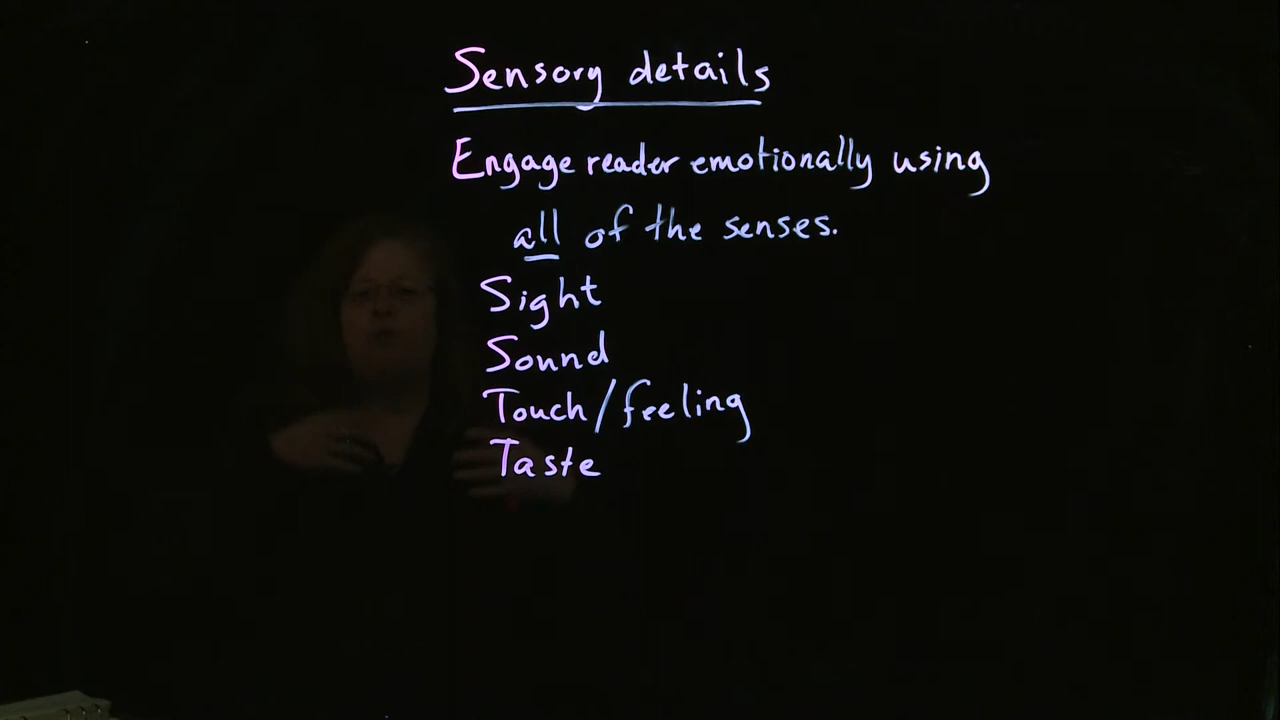 Sensory details
Engage reader emotionally using
all of the senses.
Sight
Sound
Touch/feeling
Taste